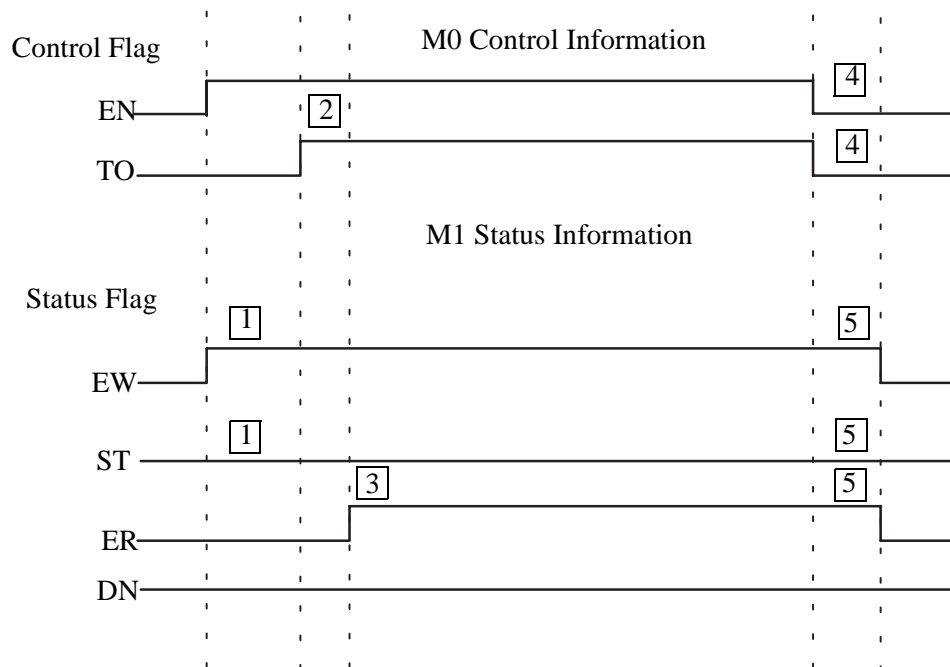 M0 Control Information
Control Flag
4
EN
2
4
TO
M1 Status Information
Status Flag
1
5
EW
1
5
ST
3
5
ER
DN